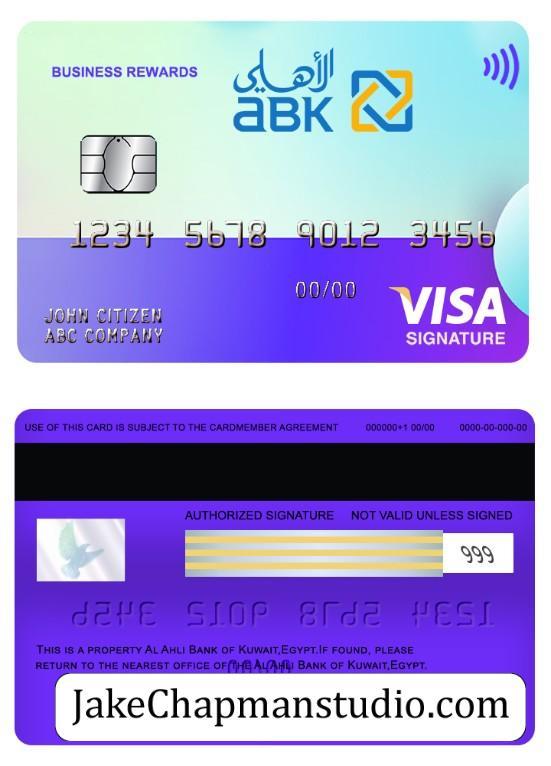 BUSINESS REWARDS
الأهلي
aBK
1234 5678 9012 3456
00/00
JOHN CITIZEN
ABC COMPANY
VISA
SIGNATURE
USE OF THIS CARD IS SUBJECT TO THE CARDMEMBER AGREEMENT 000000+1 00/00 0000-00-000-00
AUTHORIZED SIGNATURE NOT VALID UNLESS SIGNED
999
THIS IS A PROPERTY AL AHLI BANK OF KUWAIT,EGYPT.IF FOUND, PLEASE
RETURN TO THE NEAREST OFFICE OF THE AL AHLI BANK OF KUWAIT,EGYPT.
JakeChapmanstudio.com